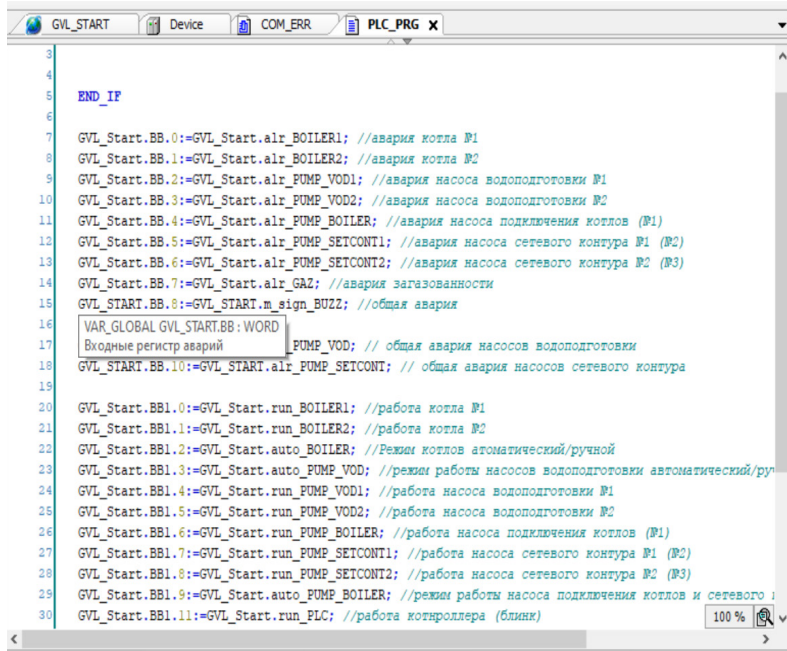 GVL_START Device COM_ERR PLC_PRG X
3
4
5 END_IF
6
7 GVL_Start.BB.0:=GVL_Start.alr_BOILER1; //авария котла №1
8 GVL_Start.BB.1:=GVL_Start.alr_BOILER2; //авария котла №2
9 GVL_Start.BB.2:=GVL_Start.alr_PUMP_VOD1; //авария насоса водоподготовки №1
10 GVL_Start.BB.3:=GVL_Start.alr_PUMP_VOD2; //авария насоса водоподготовки №2
11 GVL_Start.BB.4:=GVL_Start.alr_PUMP_BOILER; //авария насоса подключения котлов (№1)
12 GVL_Start.BB.5:=GVL_Start.alr_PUMP_SETCONT1; //авария насоса сетевого контура №1 (№2)
13 GVL_Start.BB.6:=GVL_Start.alr_PUMP_SETCONT2; //авария насоса сетевого контура №2 (№3)
14 GVL_Start.BB.7:=GVL_Start.alr_GAZ; //авария загазованности
15 GVL_START.BB.8:=GVL_START.m_sign_BUZZ; //общая авария
16 VAR_GLOBAL GVL_START.BB : WORD
Входные регистр аварий
17 PUMP_VOD; // общая авария насосов водоподготовки
18 GVL_START.BB.10:=GVL_START.alr_PUMP_SETCONT; // общая авария насосов сетевого контура
19
20 GVL_Start.BB1.0:=GVL_Start.run_BOILER1; //работа котла №1
21 GVL_Start.BB1.1:=GVL_Start.run_BOILER2; //работа котла №2
22 GVL_Start.BB1.2:=GVL_Start.auto_BOILER; //Режим котлов атоматический/ручной
23 GVL_Start.BB1.3:=GVL_Start.auto_PUMP_VOD; //режим работы насосов водоподготовки автоматический/ру
24 GVL_Start.BB1.4:=GVL_Start.run_PUMP_VOD1; //работа насоса водоподготовки №1
25 GVL_Start.BB1.5:=GVL_Start.run_PUMP_VOD2; //работа насоса водоподготовки №2
26 GVL_Start.BB1.6:=GVL_Start.run_PUMP_BOILER; //работа насоса подключения котлов (№1)
27 GVL_Start.BB1.7:=GVL_Start.run_PUMP_SETCONT1; //работа насоса сетевого контура №1 (№2)
28 GVL_Start.BB1.8:=GVL_Start.run_PUMP_SETCONT2; //работа насоса сетевого контура №2 (№3)
29 GVL_Start.BB1.9:=GVL_Start.auto_PUMP_BOILER; //режим работы насоса подключения котлов и сетевого
30 GVL_Start.BB1.11:=GVL_Start.run_PLC; //работа котнроллера (блинк)
100 %